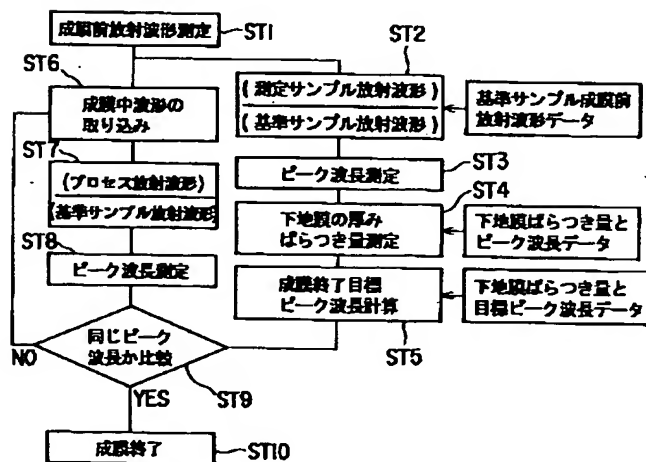 成膜前放射波形測定
ST1
ST6
成膜中波形の
取り込み
ST7
(プロセス放射波形)
(基準サンプル放射波形)
ST8
ピーク波長測定
同じピーク
波長か比較
NO
YES
ST9
成膜終了
ST10
ST2
(測定サンプル放射波形)
(基準サンプル放射波形)
基準サンプル成膜前
放射波形データ
ST3
ピーク波長測定
ST4
下地膜の厚み
ばらつき量測定
下地膜ばらつき量と
ピーク波長データ
成膜終了目標
ピーク波長計算
ST5
下地膜ばらつき量と
目標ピーク波長データ